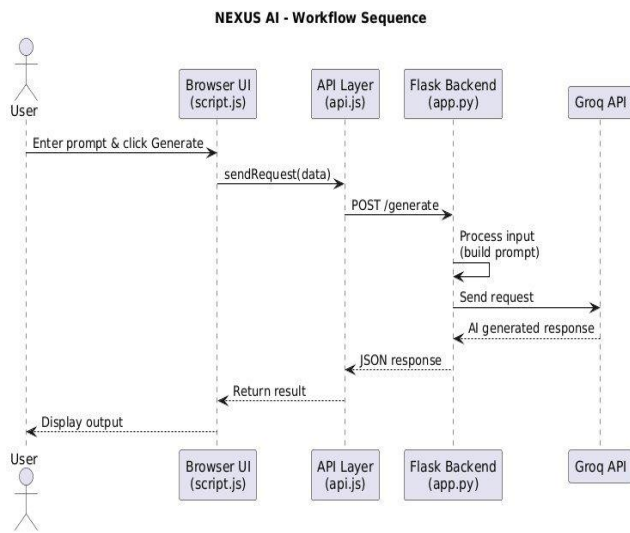 NEXUS AI - Workflow Sequence
User
Browser UI
(script.js)
API Layer
(api.js)
Flask Backend
(app.py)
Groq API
Enter prompt & click Generate
sendRequest(data)
POST /generate
Process input
(build prompt)
Send request
AI generated response
JSON response
Return result
Display output
User
Browser UI
(script.js)
API Layer
(api.js)
Flask Backend
(app.py)
Groq API